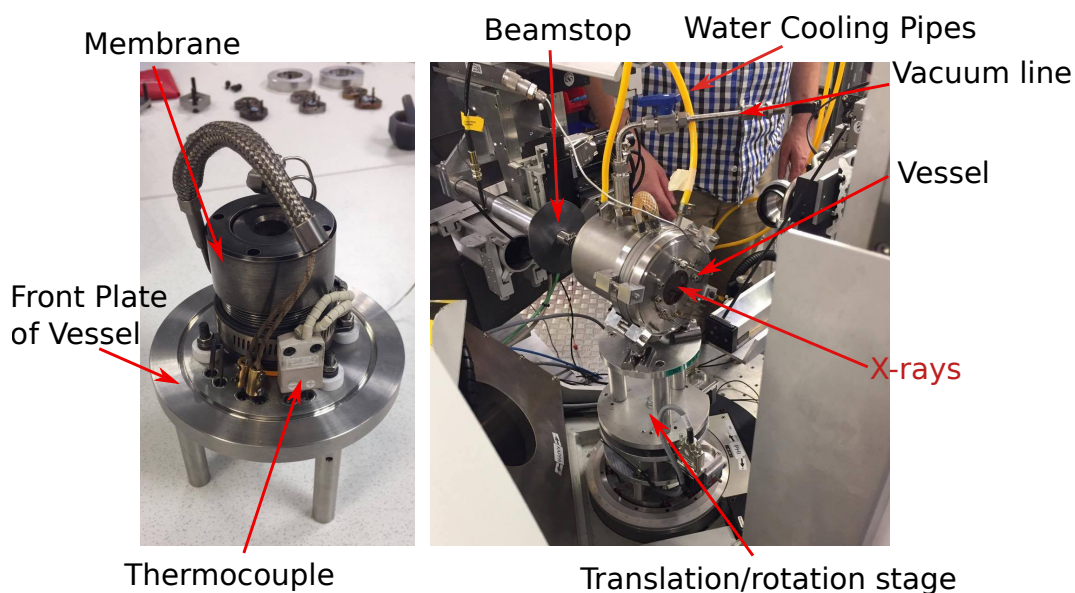 Membrane
Beamstop
Water Cooling Pipes
Vacuum line
Vessel
Front Plate
of Vessel
X-rays
Thermocouple
Translation/rotation stage